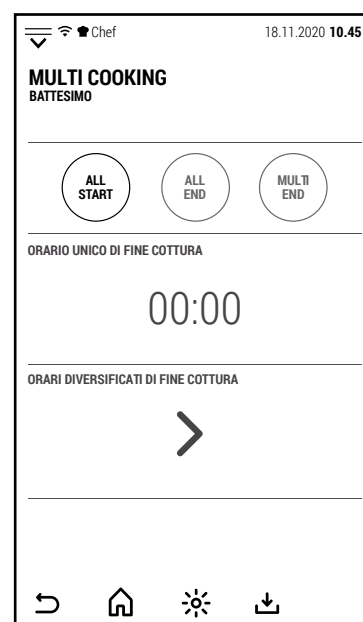 Chef 18.11.2020 10.45
MULTI COOKING
BATTESIMO
ALL START
ALL END
MULTI END
ORARIO UNICO DI FINE COTTURA
00:00
ORARI DIVERSIFICATI DI FINE COTTURA